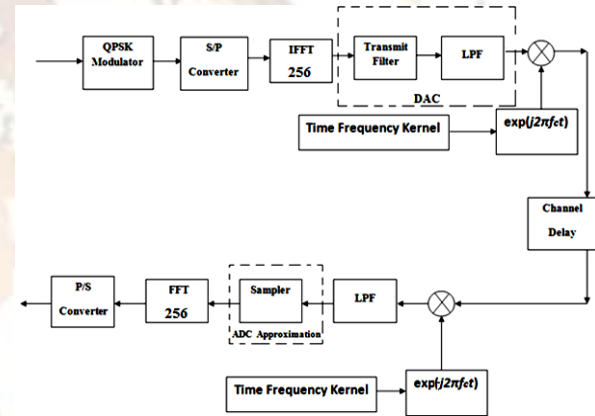 QPSK
Modulator
S/P
Converter
IFFT
256
Transmit
Filter
LPF
DAC
Time Frequency Kernel
exp(j2πfct)
Channel
Delay
P/S
Converter
FFT
256
Sampler
ADC Approximation
LPF
Time Frequency Kernel
exp(-j2πfct)